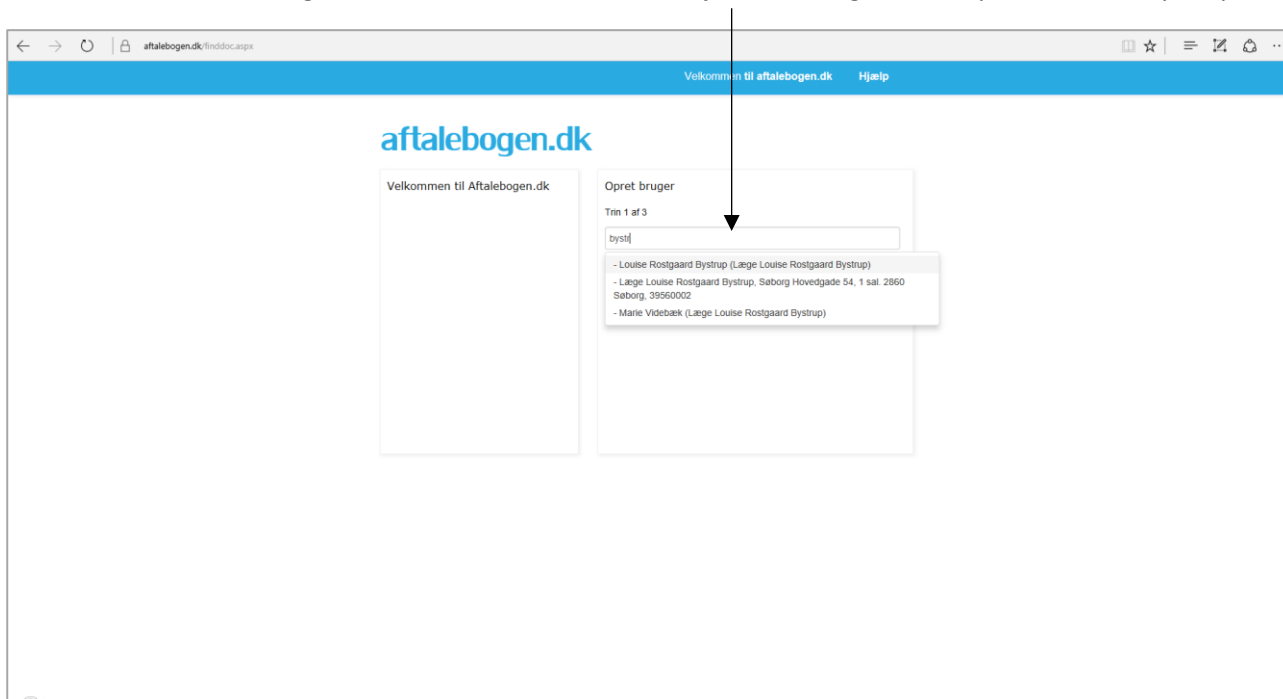 aftalebogen.dk/finddoc.aspx
Velkommen til aftalebogen.dk Hjælp
aftalebogen.dk
Velkommen til Aftalebogen.dk
Opret bruger
Trin 1 af 3
bystr
- Louise Rostgaard Bystrup (Læge Louise Rostgaard Bystrup)
- Læge Louise Rostgaard Bystrup, Søborg Hovedgade 54, 1 sal. 2860
Søborg, 39560002
- Marie Videbæk (Læge Louise Rostgaard Bystrup)